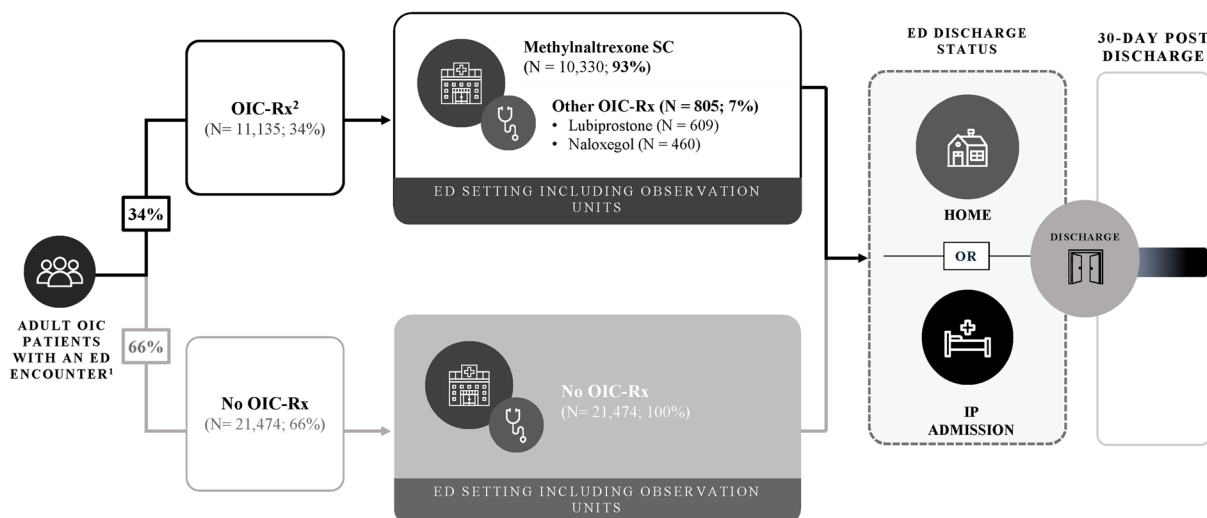 ADULT OIC
PATIENTS
WITH AN ED
ENCOUNTER¹
34%
66%
OIC-Rx²
(N= 11,135; 34%)
No OIC-Rx
(N= 21,474; 66%)
Methylnaltrexone SC
(N = 10,330; 93%)
Other OIC-Rx (N = 805; 7%)
• Lubiprostone (N = 609)
• Naloxegol (N = 460)
ED SETTING INCLUDING OBSERVATION
UNITS
No OIC-Rx
(N= 21,474; 100%)
ED SETTING INCLUDING OBSERVATION
UNITS
ED DISCHARGE
STATUS
HOME
OR
IP
ADMISSION
DISCHARGE
30-DAY POST
DISCHARGE